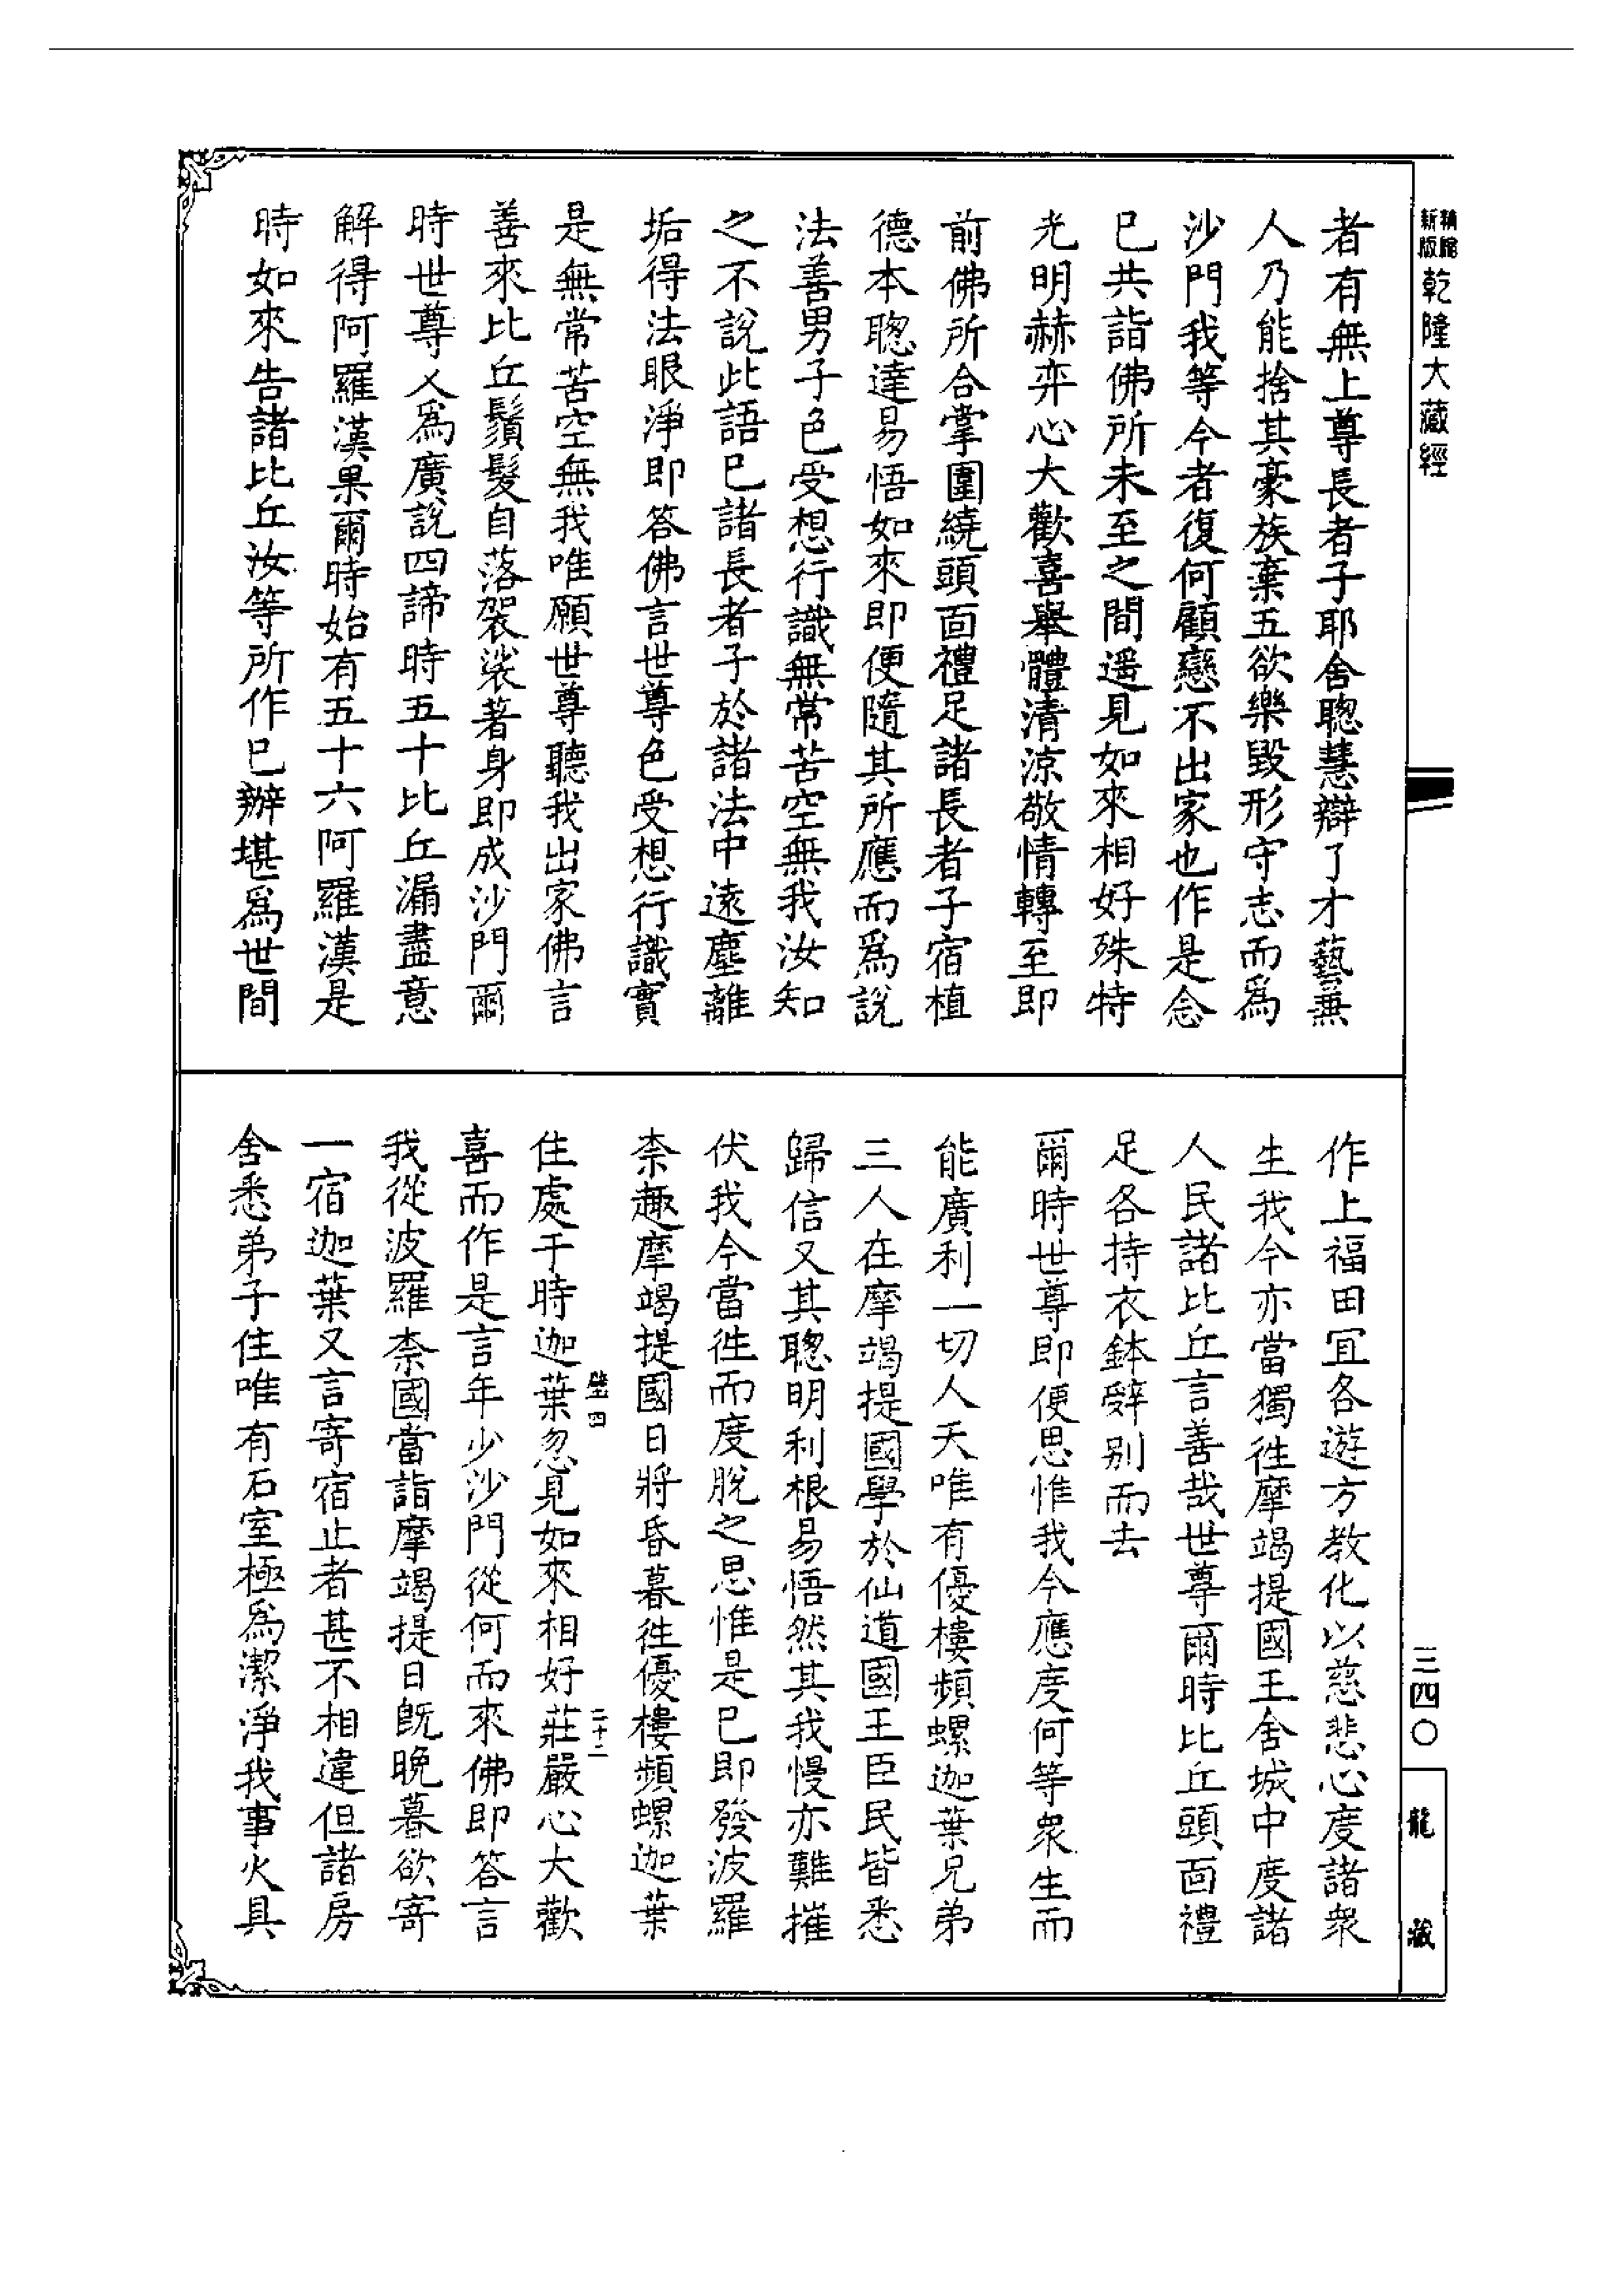 新版
乾隆大藏經
者有無上尊長者子耶舍聰慧辯了才藝兼
人乃能捨其豪族棄五欲樂毀形守志而爲
沙門我等今者復何顧戀不出家也作是念
已共詣佛所未至之間遥見如來相好殊特
光明赫弈心大歡喜舉體清涼敬情轉至即
前佛所合掌圍繞頭面禮足諸長者子宿植
德本聰達易悟如來即便隨其所應而爲說
法善男子色受想行識無常苦空無我汝知
之不說此語已諸長者子於諸法中遠塵離
垢得法眼淨即答佛言世尊色受想行識實
是無常苦空無我唯願世尊聽我出家佛言
善來比丘鬚髮自落袈裟著身即成沙門爾
時世尊又爲廣說四諦時五十比丘漏盡意
解得阿羅漢果爾時始有五十六阿羅漢是
時如來告諸比丘汝等所作已辦堪爲世間
作上福田宜各遊方教化以慈悲心度諸衆
生我今亦當獨往摩竭提國王舍城中度諸
人民諸比丘言善哉世尊爾時比丘頭面禮
足各持衣鉢辭别而去
爾時世尊即便思惟我今應度何等衆生而
能廣利一切人天唯有優樓頻螺迦葉兄弟
三人在摩竭提國學於仙道國王臣民皆悉
歸信又其聰明利根易悟然其我慢亦難摧
伏我今當往而度脫之思惟是已即發波羅
柰趣摩竭提國日將昏暮往優樓頻螺迦葉
住處于時迦葉忽見如來相好莊嚴心大歡
喜而作是言年少沙門從何而來佛即答言
我從波羅柰國當詣摩竭提日既晚暮欲寄
一宿迦葉又言寄宿止者甚不相違但諸房
舍悉弟子住唯有石室極爲潔淨我事火具
四
二十二
三四〇
龍藏